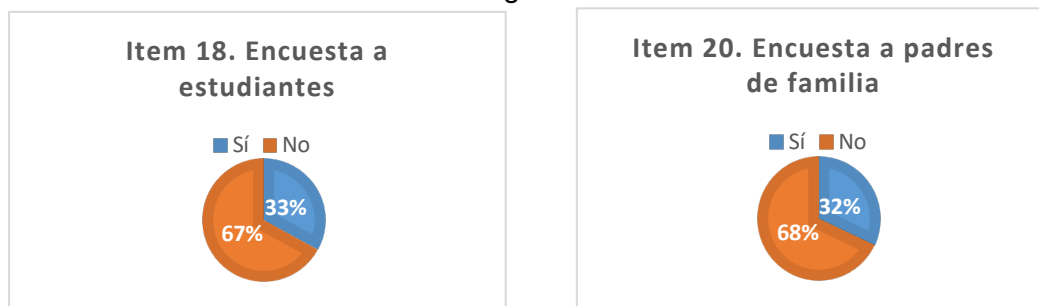 Item 18. Encuesta a
estudiantes
Sí No
33%
67%
Item 20. Encuesta a padres
de familia
Sí No
32%
68%